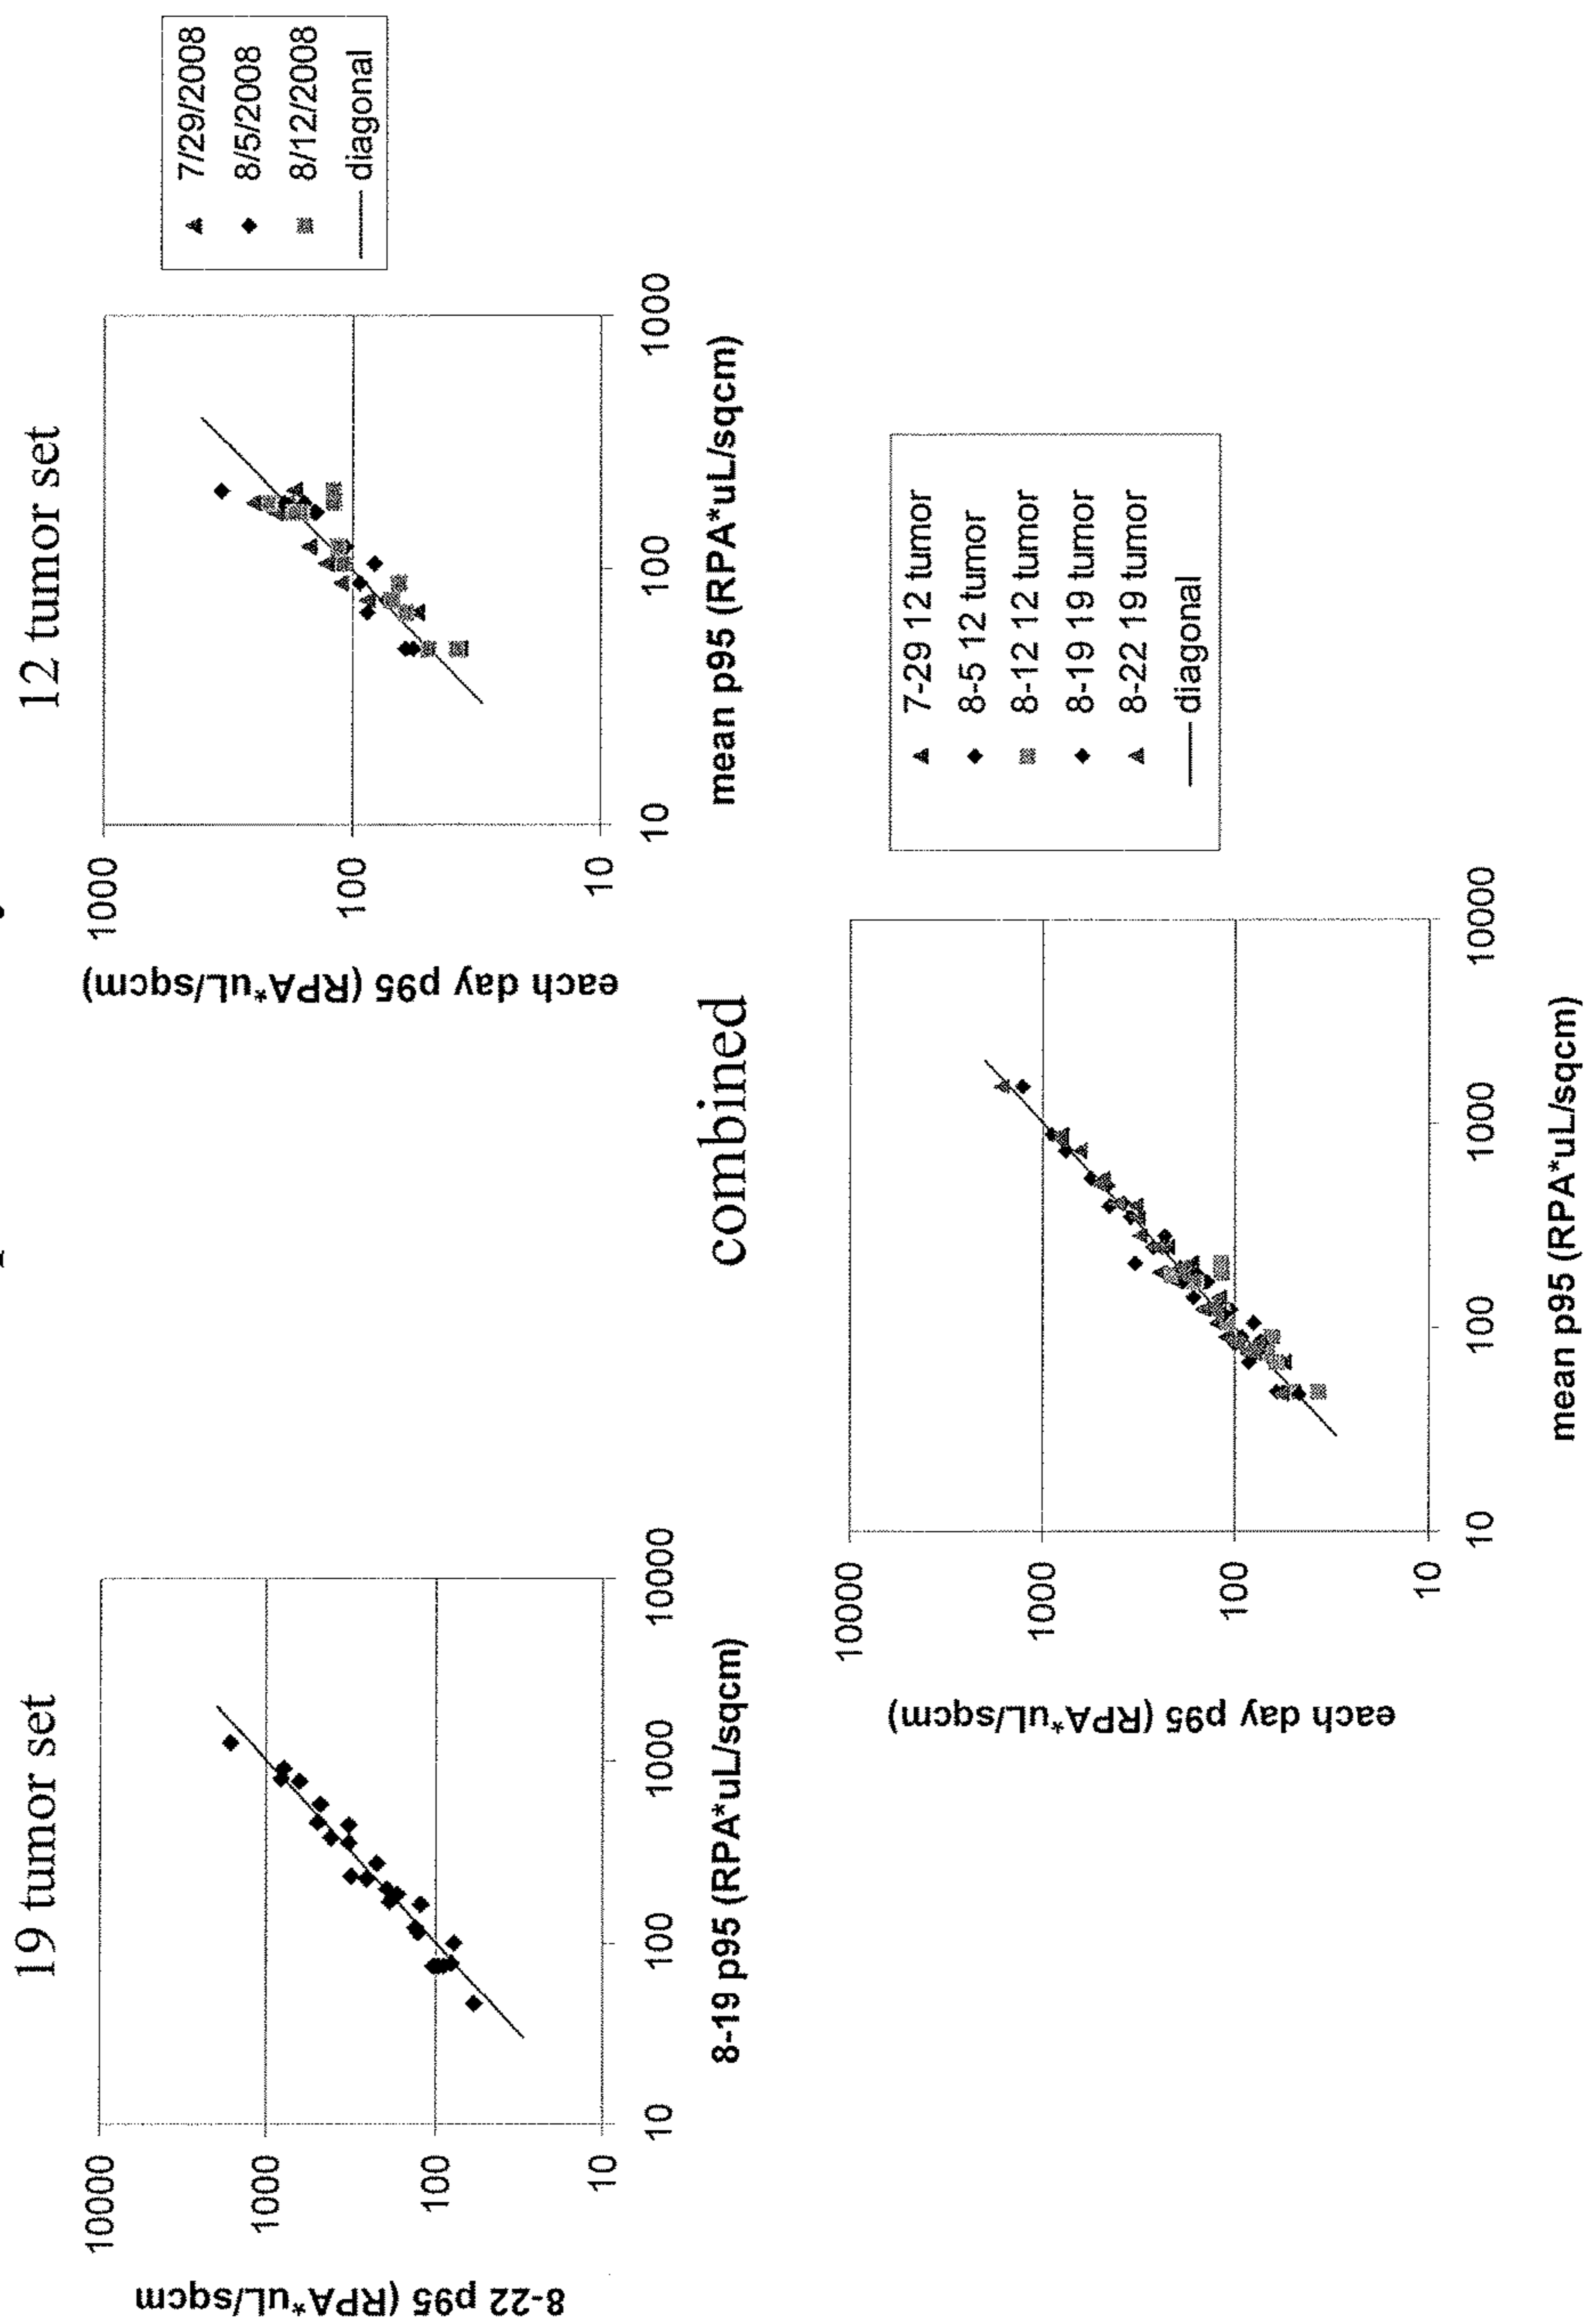 19 tumor set
10000
1000
100
10
8-22 p95 (RPA*uL/sqcm
10
100
1000
10000
8-19 p95 (RPA*uL/sqcm)
12 tumor set
1000
100
10
each day p95 (RPA*uL/sqcm)
10
100
1000
mean p95 (RPA*uL/sqcm)
7/29/2008
8/5/2008
8/12/2008
diagonal
combined
10000
1000
100
10
each day p95 (RPA*uL/sqcm)
10
100
1000
10000
mean p95 (RPA*uL/sqcm)
7-29 12 tumor
8-5 12 tumor
8-12 12 tumor
8-19 19 tumor
8-22 19 tumor
diagonal